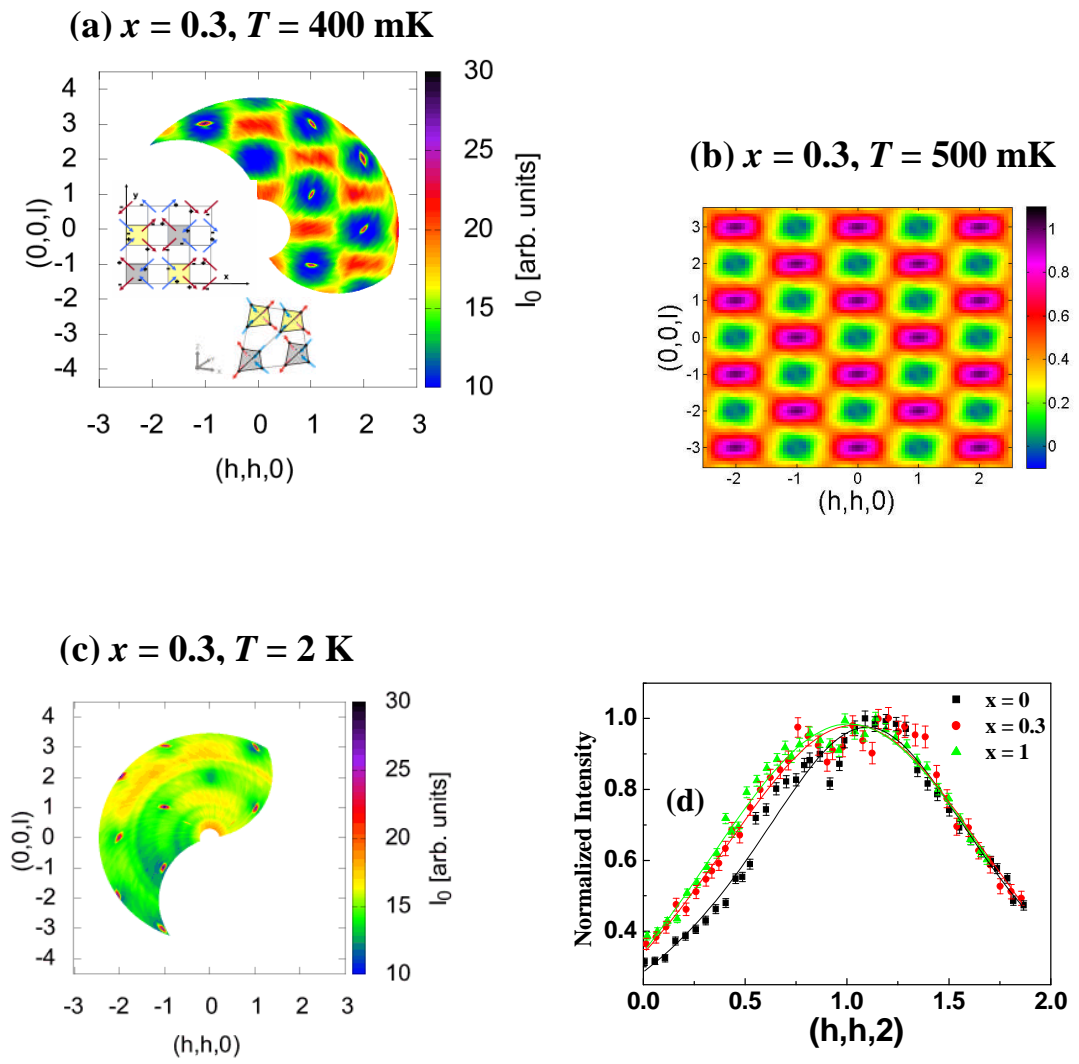 (a) x = 0.3, T = 400 mK
4
3
2
1
0
-1
-2
-3
-4
(0,0,l)
-3 -2 -1 0 1 2 3
(h,h,0)
30
25
20
15
10
I0 [arb. units]
y
x
z
x
(b) x = 0.3, T = 500 mK
3
2
1
0
-1
-2
-3
(0,0,l)
-2 -1 0 1 2
(h,h,0)
1
0.8
0.6
0.4
0.2
0
(c) x = 0.3, T = 2 K
4
3
2
1
0
-1
-2
-3
-4
(0,0,l)
-3 -2 -1 0 1 2 3
(h,h,0)
30
25
20
15
10
I0 [arb. units]
(d)
x = 0
x = 0.3
x = 1
1.0
0.8
0.6
0.4
Normalized Intensity
0.0 0.5 1.0 1.5 2.0
(h,h,2)